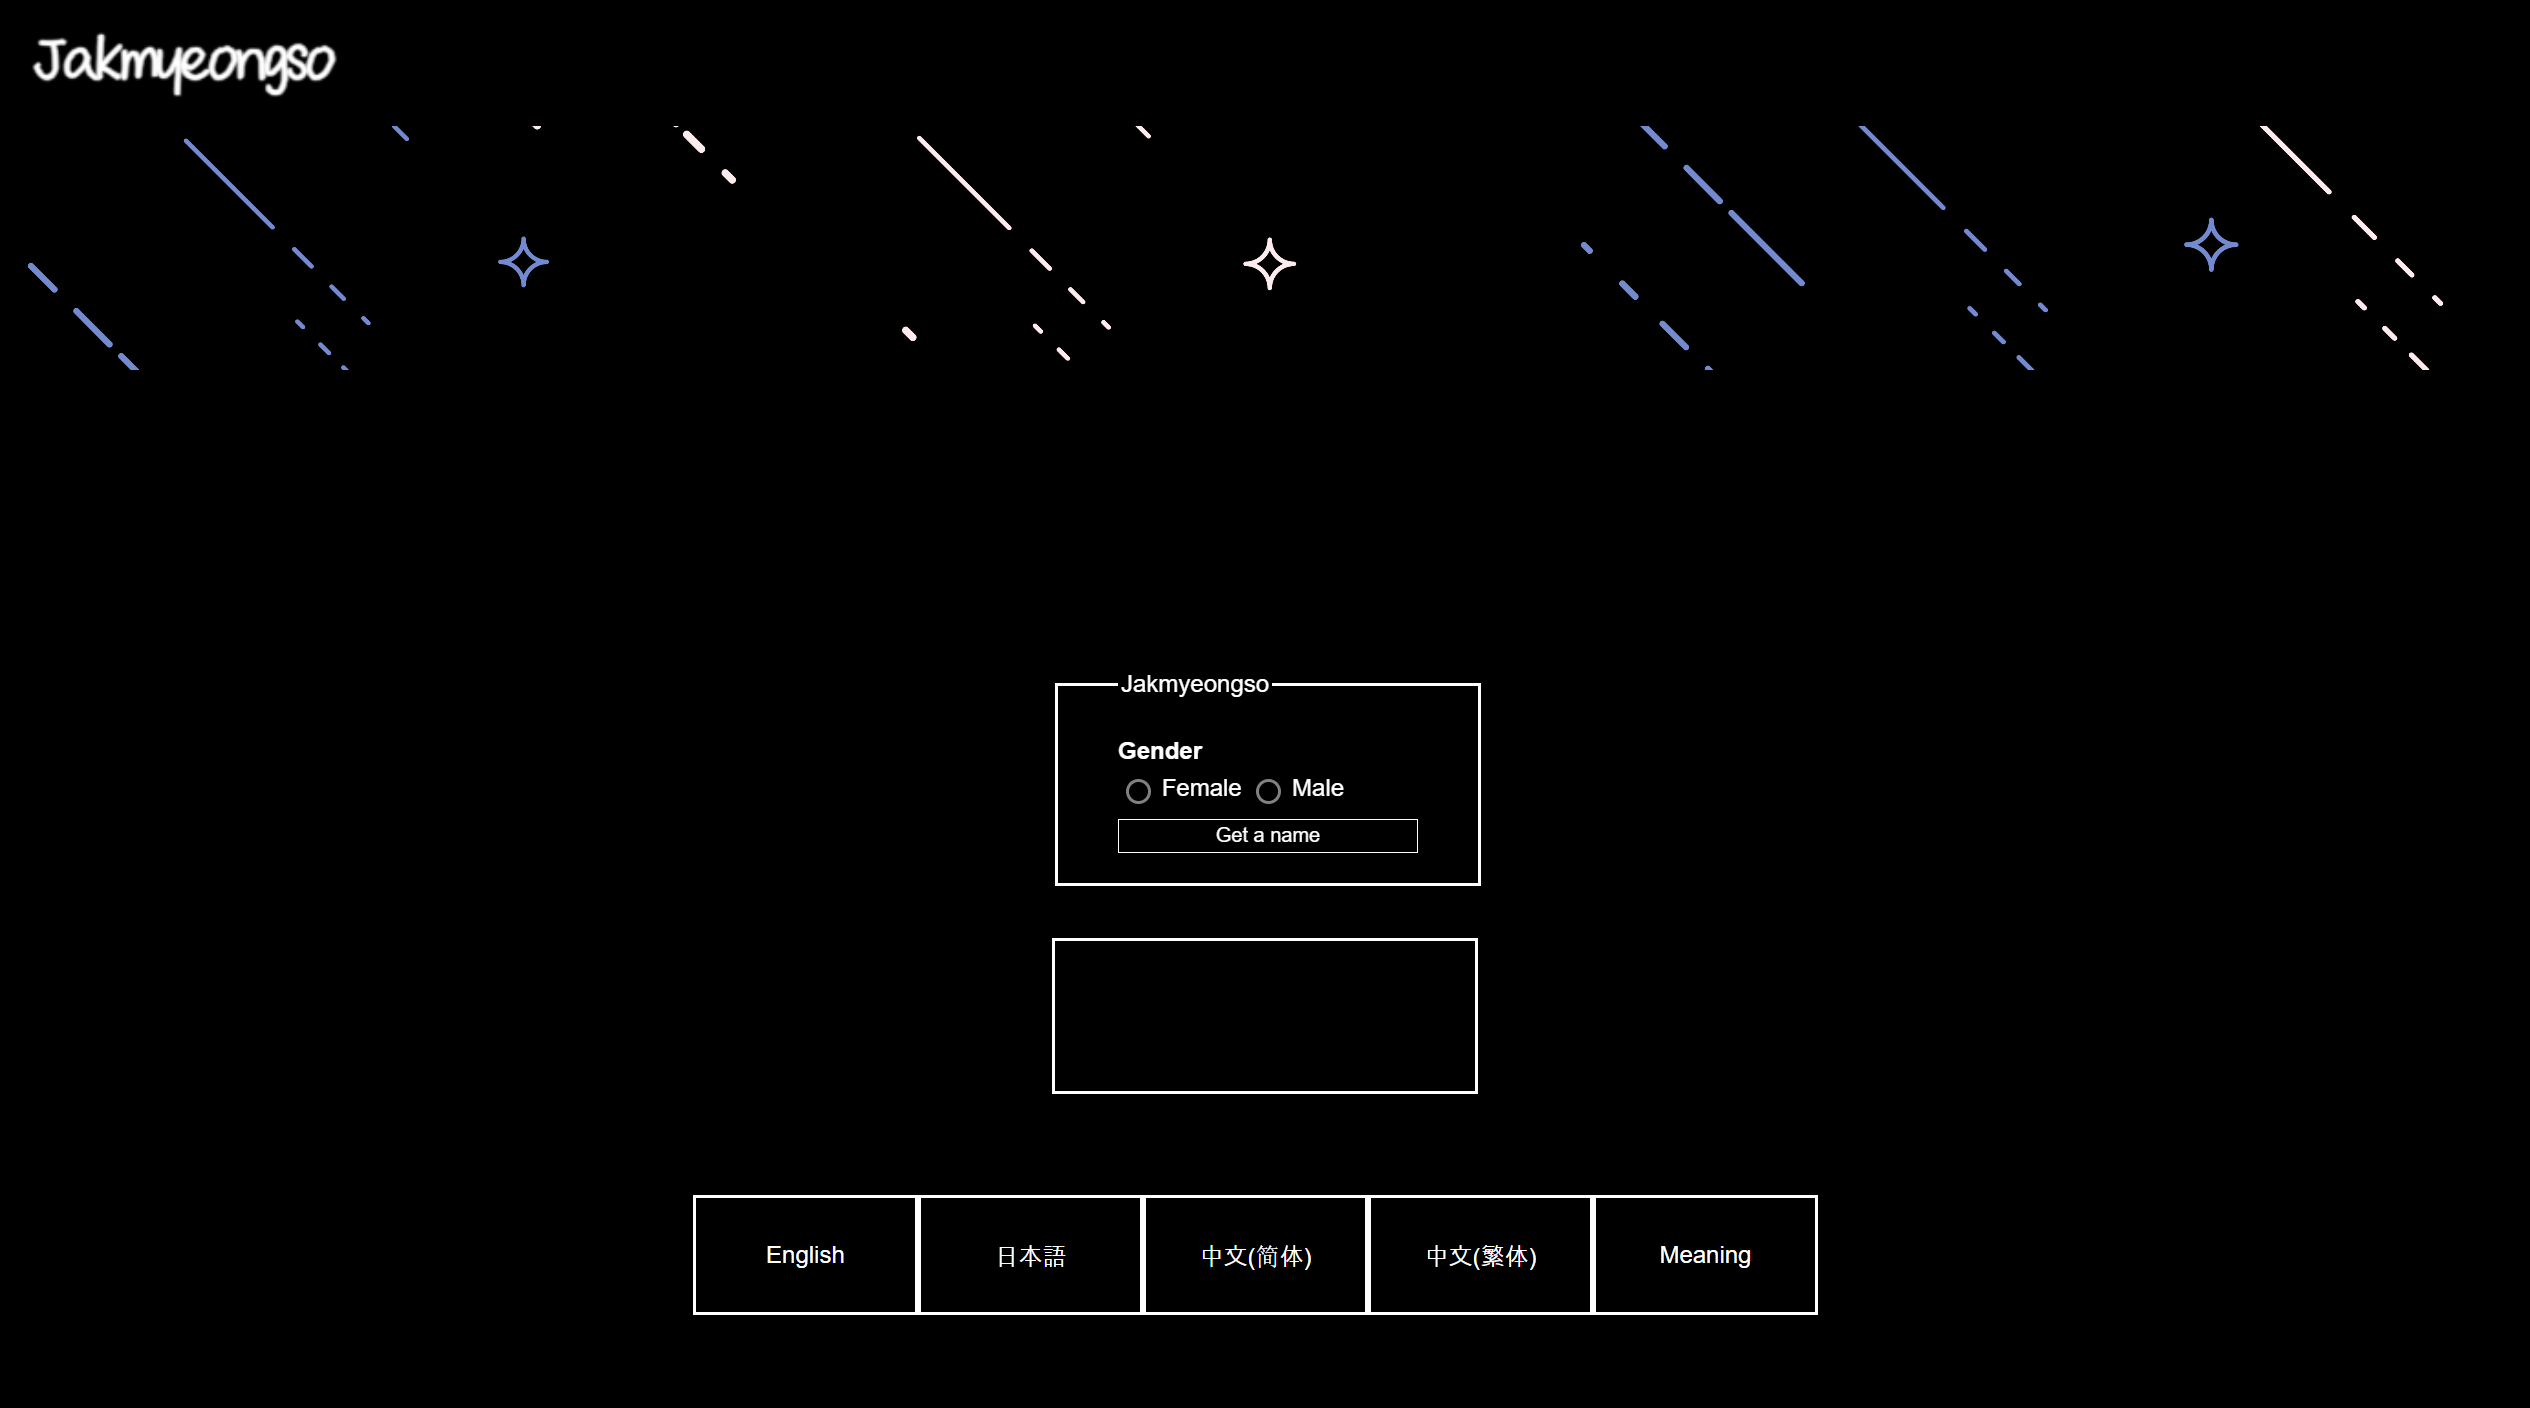 Jakmyeongso
Jakmyeongso
Gender
Female Male
Get a name
English 日本語 中文(简体) 中文(繁体) Meaning